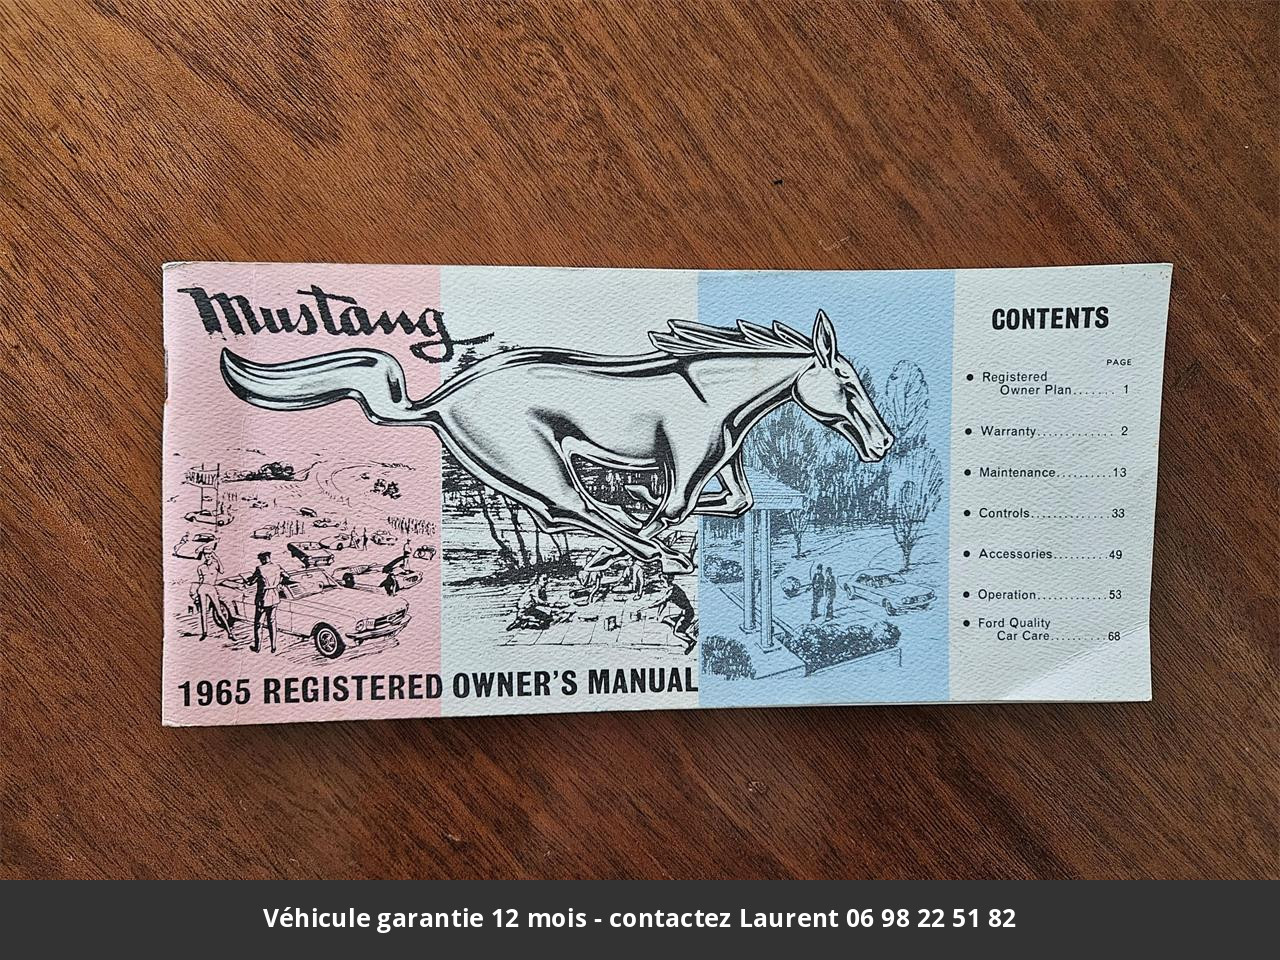 Mustang
1965 REGISTERED OWNER'S MANUAL
CONTENTS
PAGE
● Registered
Owner Plan....... 1
● Warranty............. 2
● Maintenance.........13
● Controls..............33
● Accessories.........49
● Operation............53
● Ford Quality
Car Care.........68
Véhicule garantie 12 mois - contactez Laurent 06 98 22 51 82